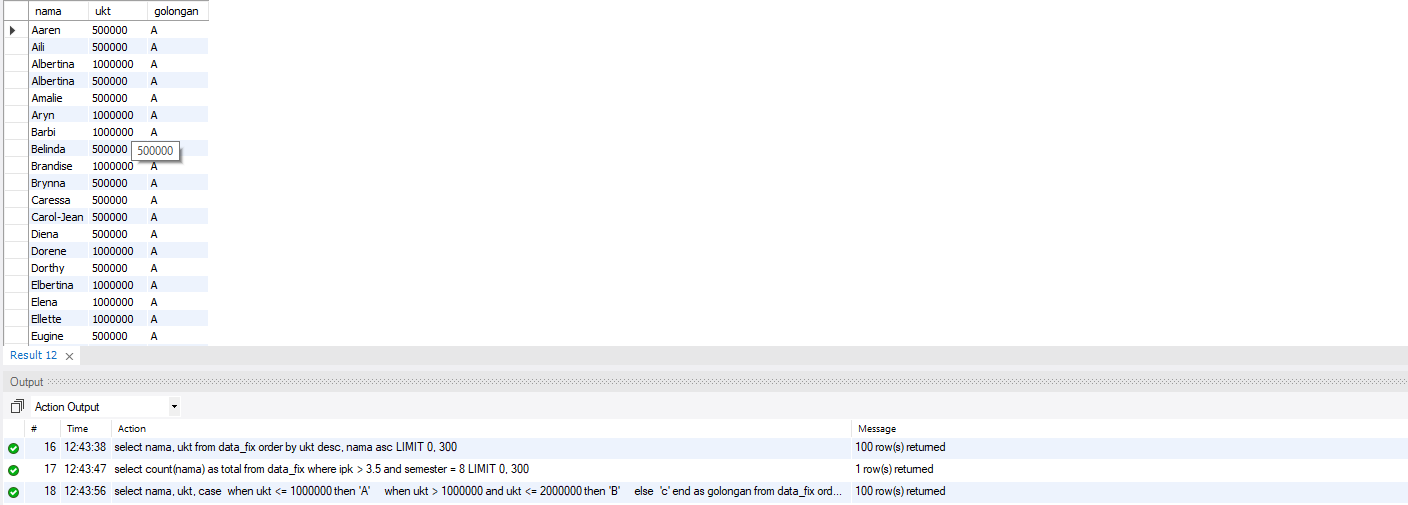 nama ukt golongan
Aaren 500000 A
Aili 500000 A
Albertina 1000000 A
Albertina 500000 A
Amalie 500000 A
Aryn 1000000 A
Barbi 1000000 A
Belinda 500000 A
500000
Brandise 1000000 A
Brynna 500000 A
Caressa 500000 A
Carol-Jean 500000 A
Diena 500000 A
Dorene 1000000 A
Dorthy 500000 A
Elbertina 1000000 A
Elena 1000000 A
Ellette 1000000 A
Eugine 500000 A
Result 12
Output
Action Output
# Time Action Message
16 12:43:38 select nama, ukt from data_fix order by ukt desc, nama asc LIMIT 0, 300 100 row(s) returned
17 12:43:47 select count(nama) as total from data_fix where ipk > 3.5 and semester = 8 LIMIT 0, 300 1 row(s) returned
18 12:43:56 select nama, ukt, case when ukt <= 1000000 then 'A' when ukt > 1000000 and ukt <= 2000000 then 'B' else 'c' end as golongan from data_fix ord... 100 row(s) returned